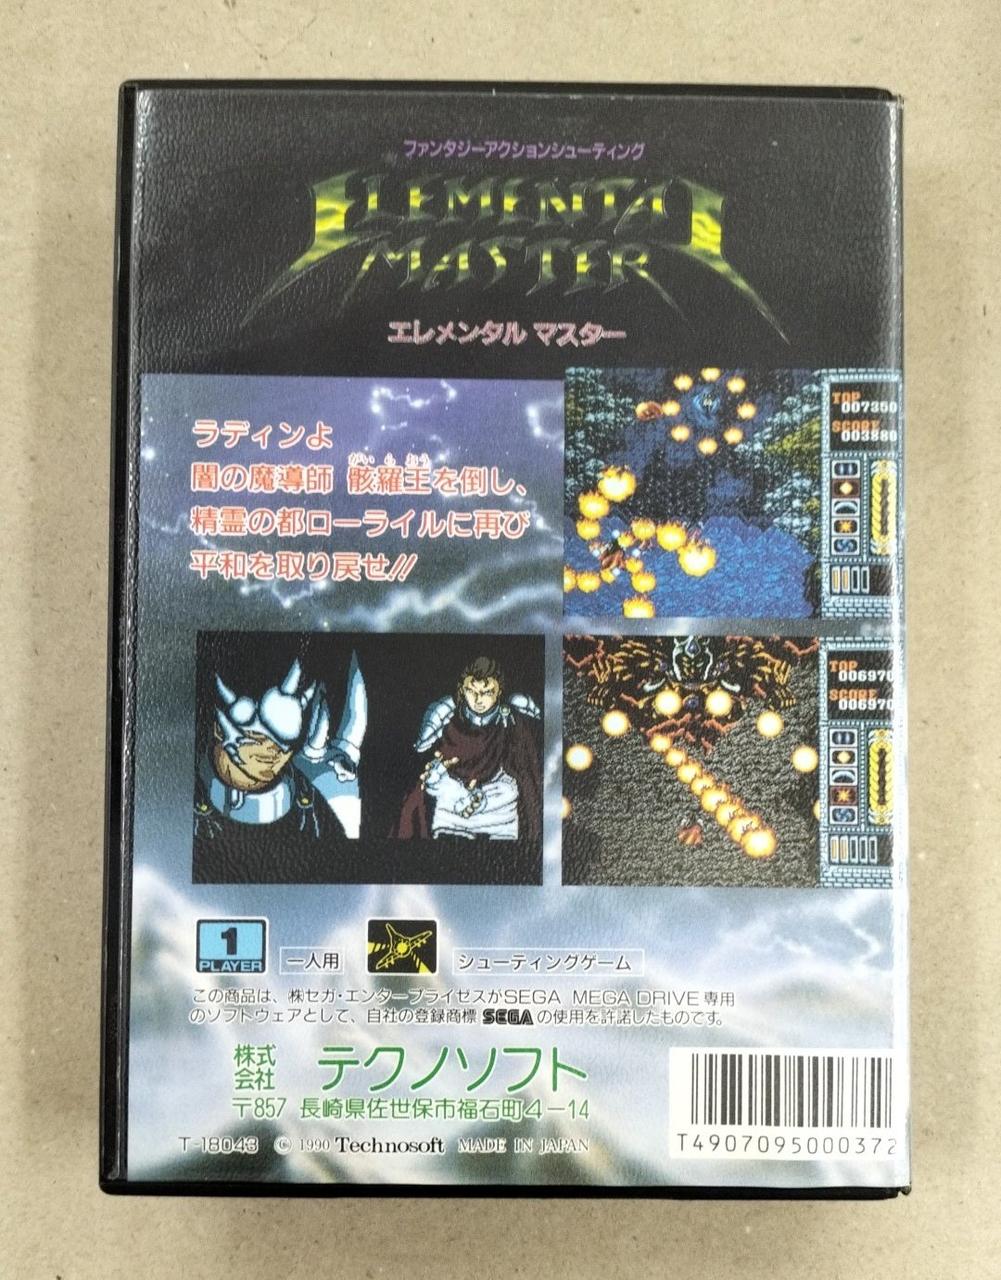 ファンタジーアクションシューティング
ELEMENTAL
MASTER
エレメンタル マスター
ラディンよ
がいらおう
闇の魔導師 骸羅王を倒し、
精霊の都ローライルに再び
平和を取り戻せ!!
TOP
007350
SCORE
003880
TOP
006970
SCORE
006970
1
PLAYER
一人用
シューティングゲーム
この商品は、㈱セガ・エンタープライゼスがSEGA MEGA DRIVE専用
のソフトウェアとして、自社の登録商標 SEGA の使用を許諾したものです。
株式会社 テクノソフト
〒857 長崎県佐世保市福石町4-14
T-18043 © 1990 Technosoft MADE IN JAPAN
T4907095000372